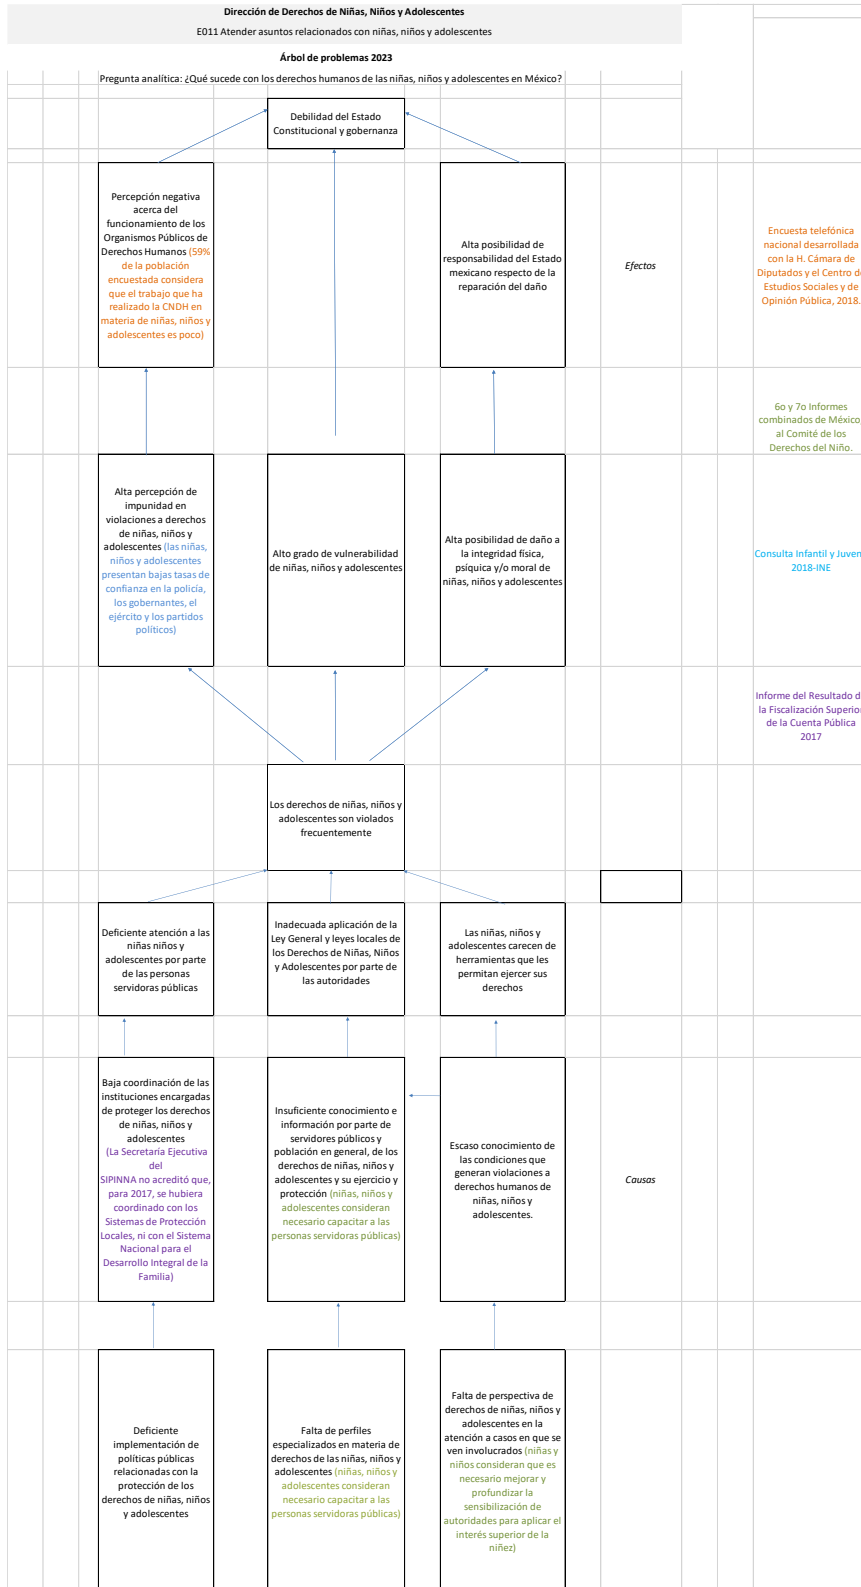 Dirección de Derechos de Niñas, Niños y Adolescentes
E011 Atender asuntos relacionados con niñas, niños y adolescentes
Árbol de problemas 2023
Pregunta analítica: ¿Qué sucede con los derechos humanos de las niñas, niños y adolescentes en México?
Debilidad del Estado
Constitucional y gobernanza
Percepción negativa
acerca del
funcionamiento de los
Organismos Públicos de
Derechos Humanos (59%
de la población
encuestada considera
que el trabajo que ha
realizado la CNDH en
materia de niñas, niños y
adolescentes es poco)
Alta posibilidad de
responsabilidad del Estado
mexicano respecto de la
reparación del daño
Efectos
Encuesta telefónica
nacional desarrollada
con la H. Cámara de
Diputados y el Centro de
Estudios Sociales y de
Opinión Pública, 2018.
6o y 7o Informes
combinados de México,
al Comité de los
Derechos del Niño.
Alta percepción de
impunidad en
violaciones a derechos
de niñas, niños y
adolescentes (las niñas,
niños y adolescentes
presentan bajas tasas de
confianza en la policía,
los gobernantes, el
ejército y los partidos
políticos)
Alto grado de vulnerabilidad
de niñas, niños y adolescentes
Alta posibilidad de daño a
la integridad física,
psíquica y/o moral de
niñas, niños y adolescentes
Consulta Infantil y Juveni
2018-INE
Informe del Resultado d
la Fiscalización Superior
de la Cuenta Pública
2017
Los derechos de niñas, niños y
adolescentes son violados
frecuentemente
Deficiente atención a las
niñas niños y
adolescentes por parte
de las personas
servidoras públicas
Inadecuada aplicación de la
Ley General y leyes locales de
los Derechos de Niñas, Niños
y Adolescentes por parte de
las autoridades
Las niñas, niños y
adolescentes carecen de
herramientas que les
permitan ejercer sus
derechos
Baja coordinación de las
instituciones encargadas
de proteger los derechos
de niñas, niños y
adolescentes
(La Secretaría Ejecutiva
del
SIPINNA no acreditó que,
para 2017, se hubiera
coordinado con los
Sistemas de Protección
Locales, ni con el Sistema
Nacional para el
Desarrollo Integral de la
Familia)
Insuficiente conocimiento e
información por parte de
servidores públicos y
población en general, de los
derechos de niñas, niños y
adolescentes y su ejercicio y
protección (niñas, niños y
adolescentes consideran
necesario capacitar a las
personas servidoras públicas)
Escaso conocimiento de
las condiciones que
generan violaciones a
derechos humanos de
niñas, niños y
adolescentes.
Causas
Deficiente
implementación de
políticas públicas
relacionadas con la
protección de los
derechos de niñas, niños
y adolescentes
Falta de perfiles
especializados en materia de
derechos de las niñas, niños y
adolescentes (niñas, niños y
adolescentes consideran
necesario capacitar a las
personas servidoras públicas)
Falta de perspectiva de
derechos de niñas, niños y
adolescentes en la
atención a casos en que se
ven involucrados (niñas y
niños consideran que es
necesario mejorar y
profundizar la
sensibilización de
autoridades para aplicar el
interés superior de la
niñez)